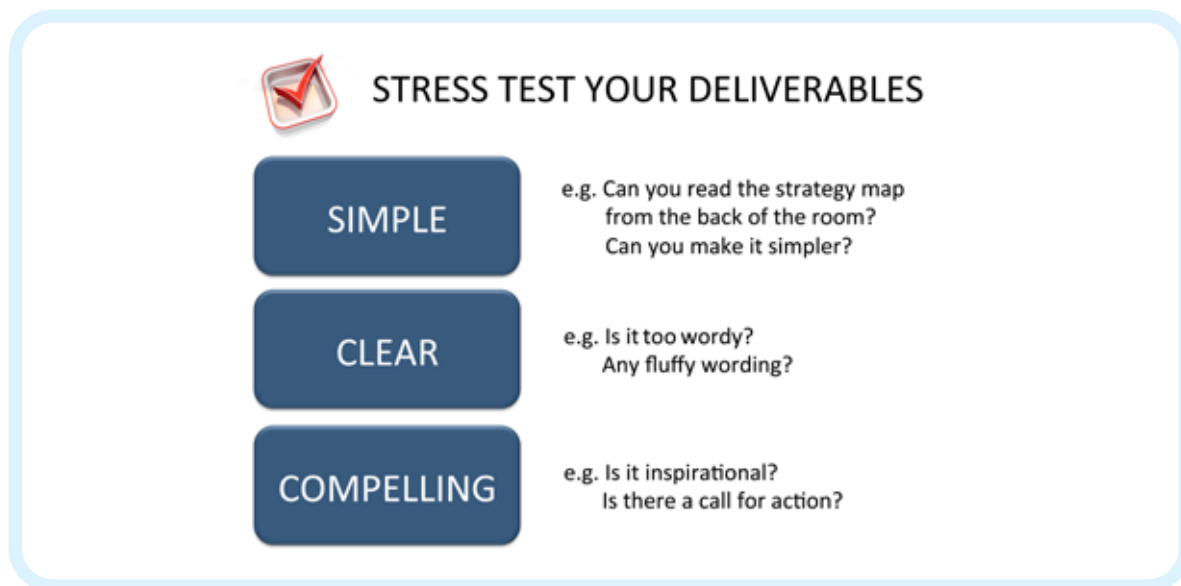 STRESS TEST YOUR DELIVERABLES
SIMPLE
e.g. Can you read the strategy map
from the back of the room?
Can you make it simpler?
CLEAR
e.g. Is it too wordy?
Any fluffy wording?
COMPELLING
e.g. Is it inspirational?
Is there a call for action?